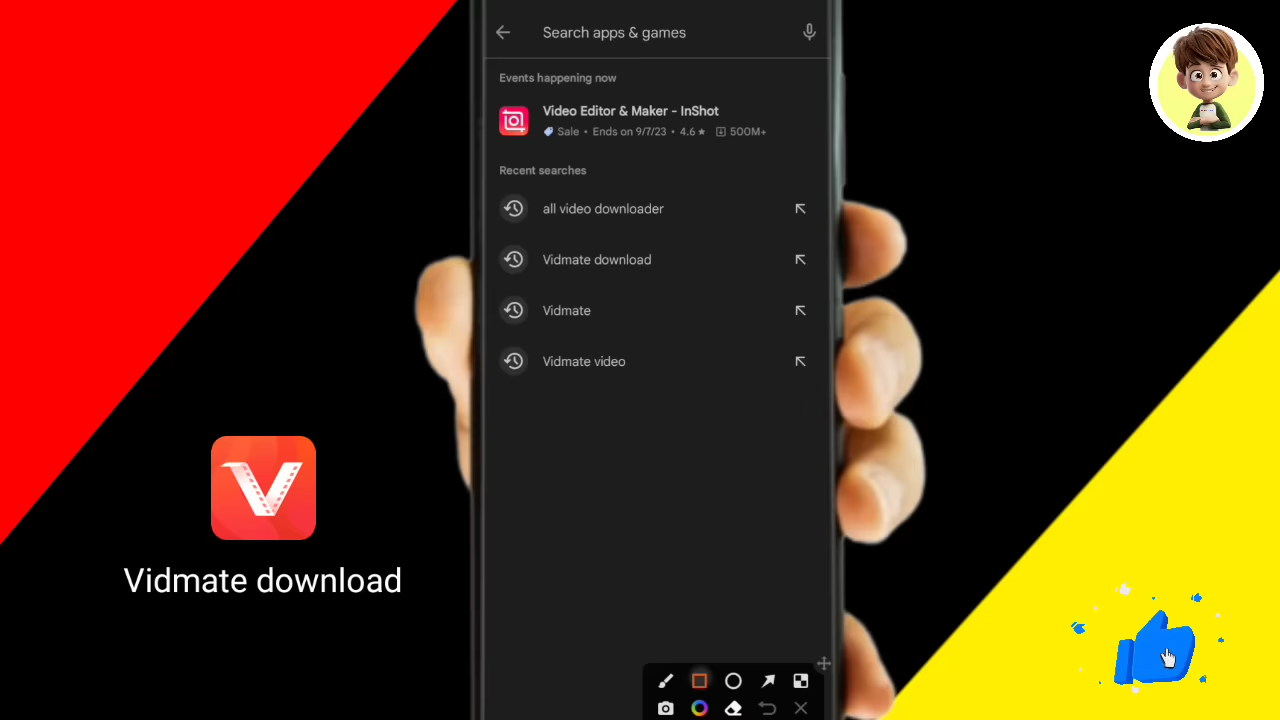 Search apps & games
Events happening now
Video Editor & Maker - InShot
Sale • Ends on 9/7/23 • 4.6★ 500M+
Recent searches
all video downloader
Vidmate download
Vidmate
Vidmate video
Vidmate download